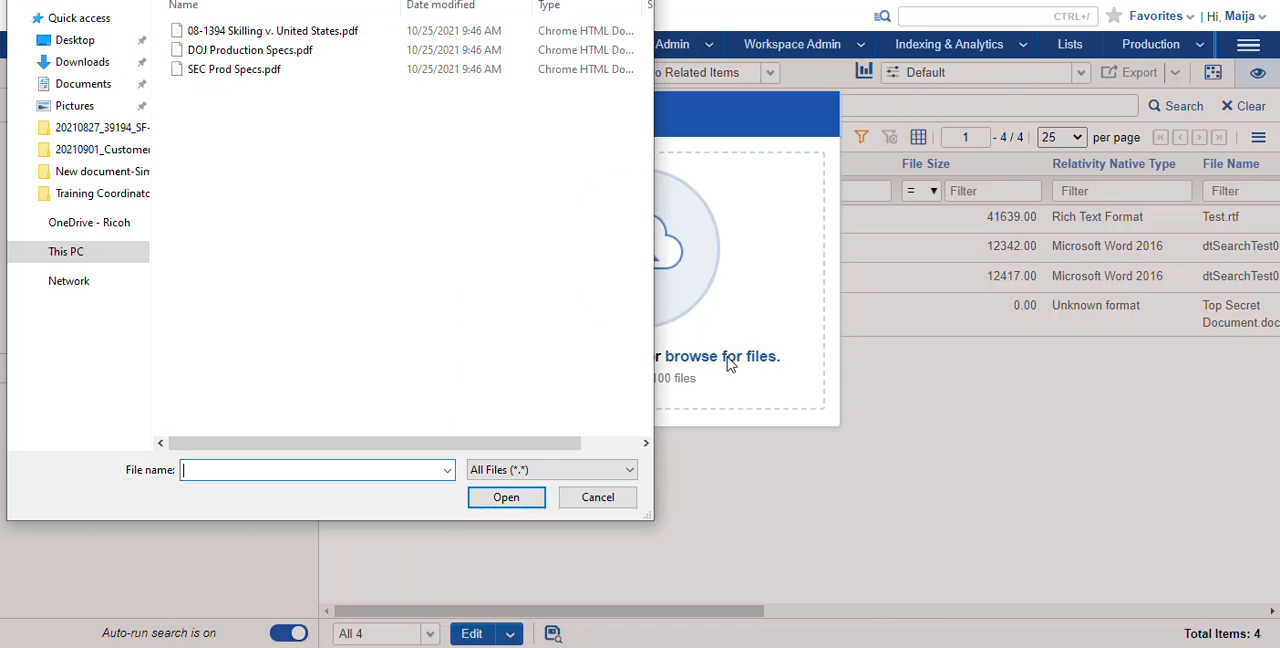 Name Date modified Type
Quick access
Desktop
Downloads
Documents
Pictures
20210827_39194_SF-
20210901_Customer
New document-Sim
Training Coordinatc
OneDrive - Ricoh
This PC
Network
08-1394 Skilling v. United States.pdf 10/25/2021 9:46 AM Chrome HTML Do...
DOJ Production Specs.pdf 10/25/2021 9:46 AM Chrome HTML Do...
SEC Prod Specs.pdf 10/25/2021 9:46 AM Chrome HTML Do...
File name: All Files (*.*)
Open Cancel
CTRL+/ Favorites | Hi, Maija
Admin Workspace Admin Indexing & Analytics Lists Production
o Related Items Default Export
Search Clear
1 - 4 / 4 25 per page
File Size Relativity Native Type File Name
= Filter Filter Filter
41639.00 Rich Text Format Test.rtf
12342.00 Microsoft Word 2016 dtSearchTest0
12417.00 Microsoft Word 2016 dtSearchTest0
0.00 Unknown format Top Secret
Document.doc
r browse for files.
100 files
Auto-run search is on All 4 Edit Total Items: 4